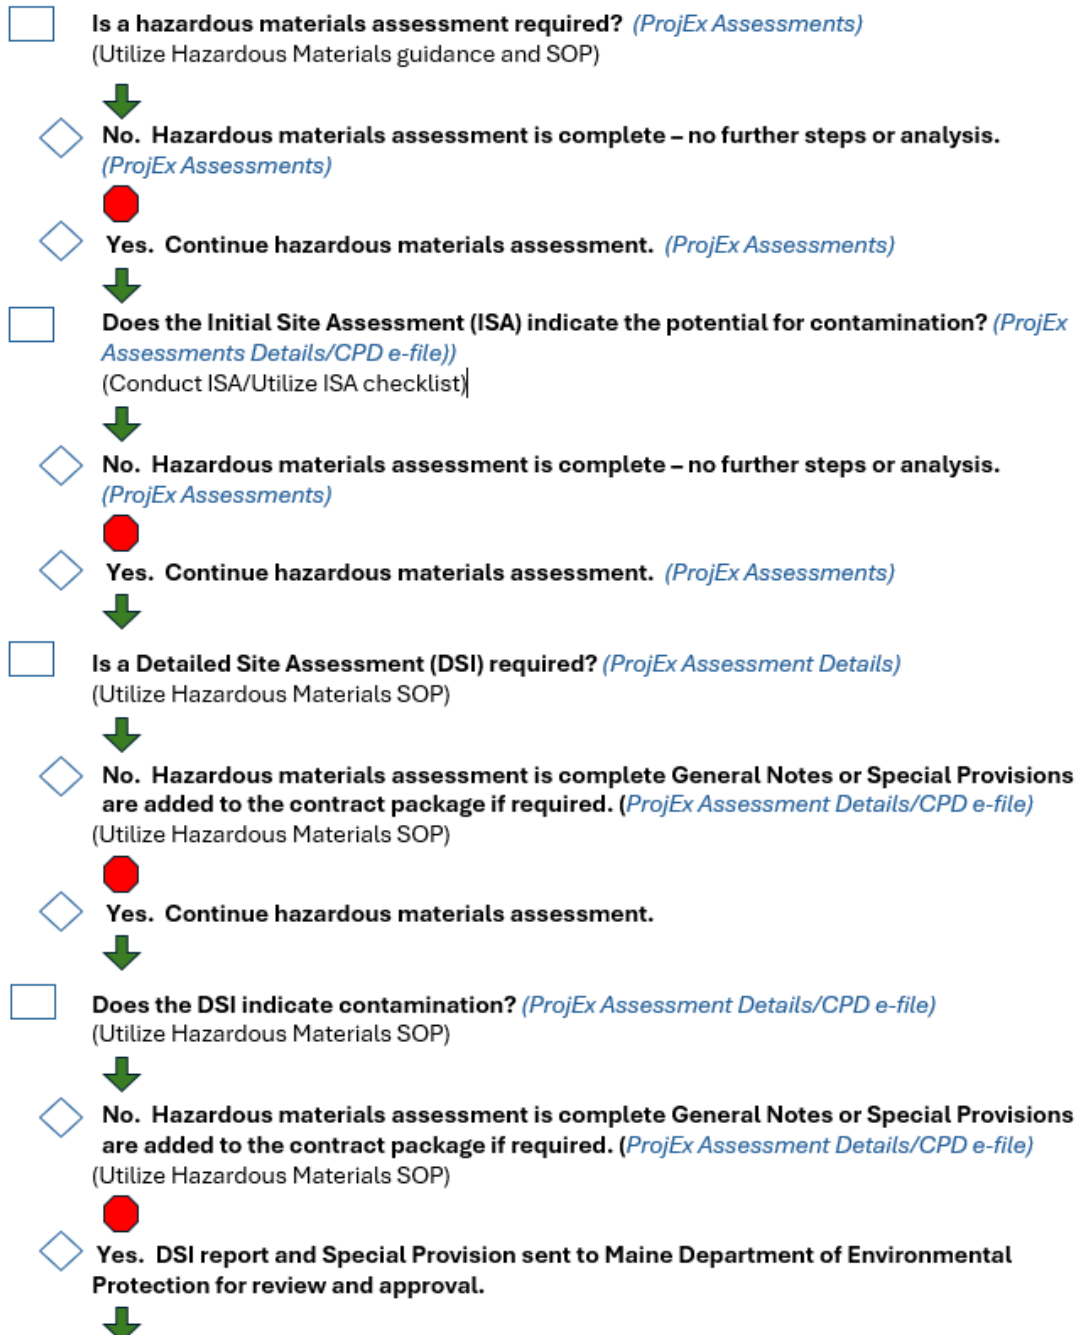 Is a hazardous materials assessment required? (ProjEx Assessments)
(Utilize Hazardous Materials guidance and SOP)
No. Hazardous materials assessment is complete – no further steps or analysis.
(ProjEx Assessments)
Yes. Continue hazardous materials assessment. (ProjEx Assessments)
Does the Initial Site Assessment (ISA) indicate the potential for contamination? (ProjEx
Assessments Details/CPD e-file))
(Conduct ISA/Utilize ISA checklist)
No. Hazardous materials assessment is complete – no further steps or analysis.
(ProjEx Assessments)
Yes. Continue hazardous materials assessment. (ProjEx Assessments)
Is a Detailed Site Assessment (DSI) required? (ProjEx Assessment Details)
(Utilize Hazardous Materials SOP)
No. Hazardous materials assessment is complete General Notes or Special Provisions
are added to the contract package if required. (ProjEx Assessment Details/CPD e-file)
(Utilize Hazardous Materials SOP)
Yes. Continue hazardous materials assessment.
Does the DSI indicate contamination? (ProjEx Assessment Details/CPD e-file)
(Utilize Hazardous Materials SOP)
No. Hazardous materials assessment is complete General Notes or Special Provisions
are added to the contract package if required. (ProjEx Assessment Details/CPD e-file)
(Utilize Hazardous Materials SOP)
Yes. DSI report and Special Provision sent to Maine Department of Environmental
Protection for review and approval.